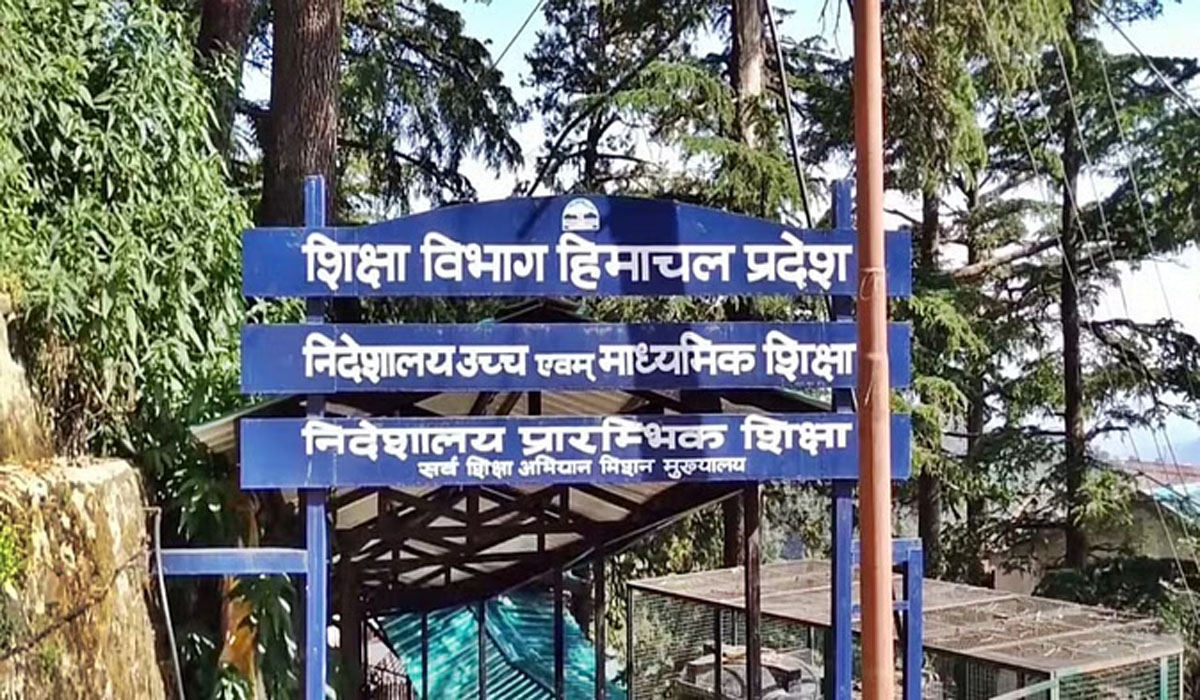 शिक्षा विभाग हिमाचल प्रदेश
निदेशालय उच्च एवम् माध्यमिक शिक्षा
निदेशालय प्रारम्भिक शिक्षा
सर्व शिक्षा अभियान मिशन मुख्यालय